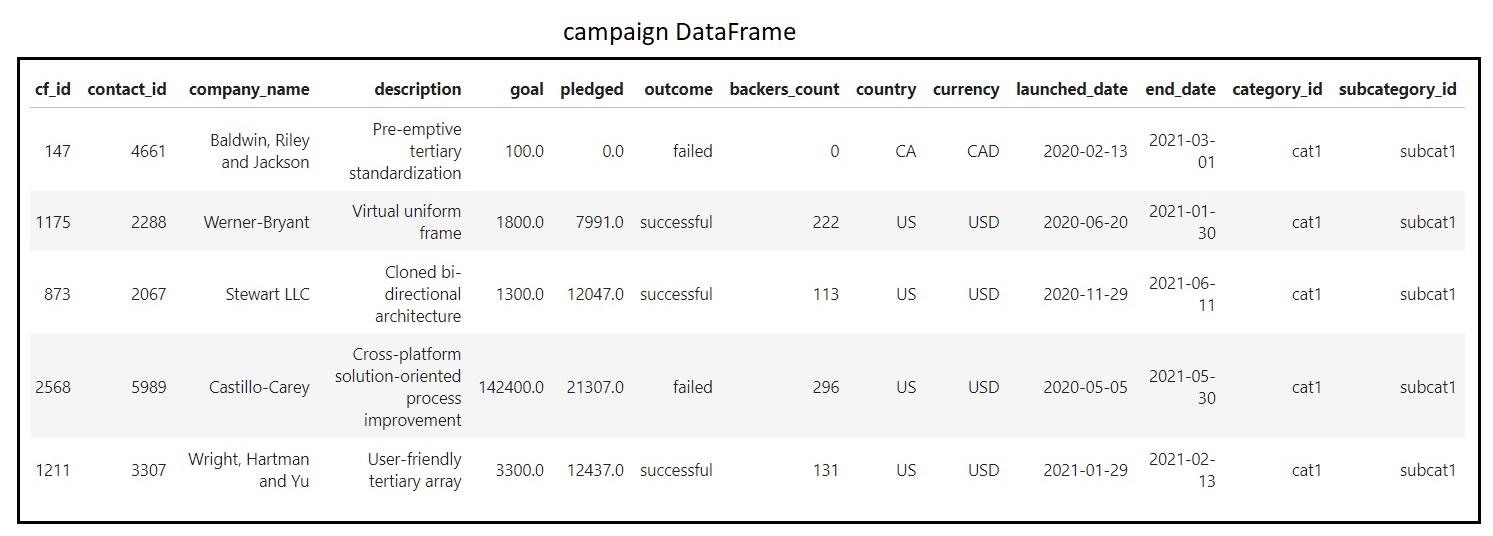 campaign DataFrame
cf_id contact_id company_name description goal pledged outcome backers_count country currency launched_date end_date category_id subcategory_id
147 4661 Baldwin, Riley and Jackson Pre-emptive tertiary standardization 100.0 0.0 failed 0 CA CAD 2020-02-13 2021-03-01 cat1 subcat1
1175 2288 Werner-Bryant Virtual uniform frame 1800.0 7991.0 successful 222 US USD 2020-06-20 2021-01-30 cat1 subcat1
873 2067 Stewart LLC Cloned bi-directional architecture 1300.0 12047.0 successful 113 US USD 2020-11-29 2021-06-11 cat1 subcat1
2568 5989 Castillo-Carey Cross-platform solution-oriented process improvement 142400.0 21307.0 failed 296 US USD 2020-05-05 2021-05-30 cat1 subcat1
1211 3307 Wright, Hartman and Yu User-friendly tertiary array 3300.0 12437.0 successful 131 US USD 2021-01-29 2021-02-13 cat1 subcat1